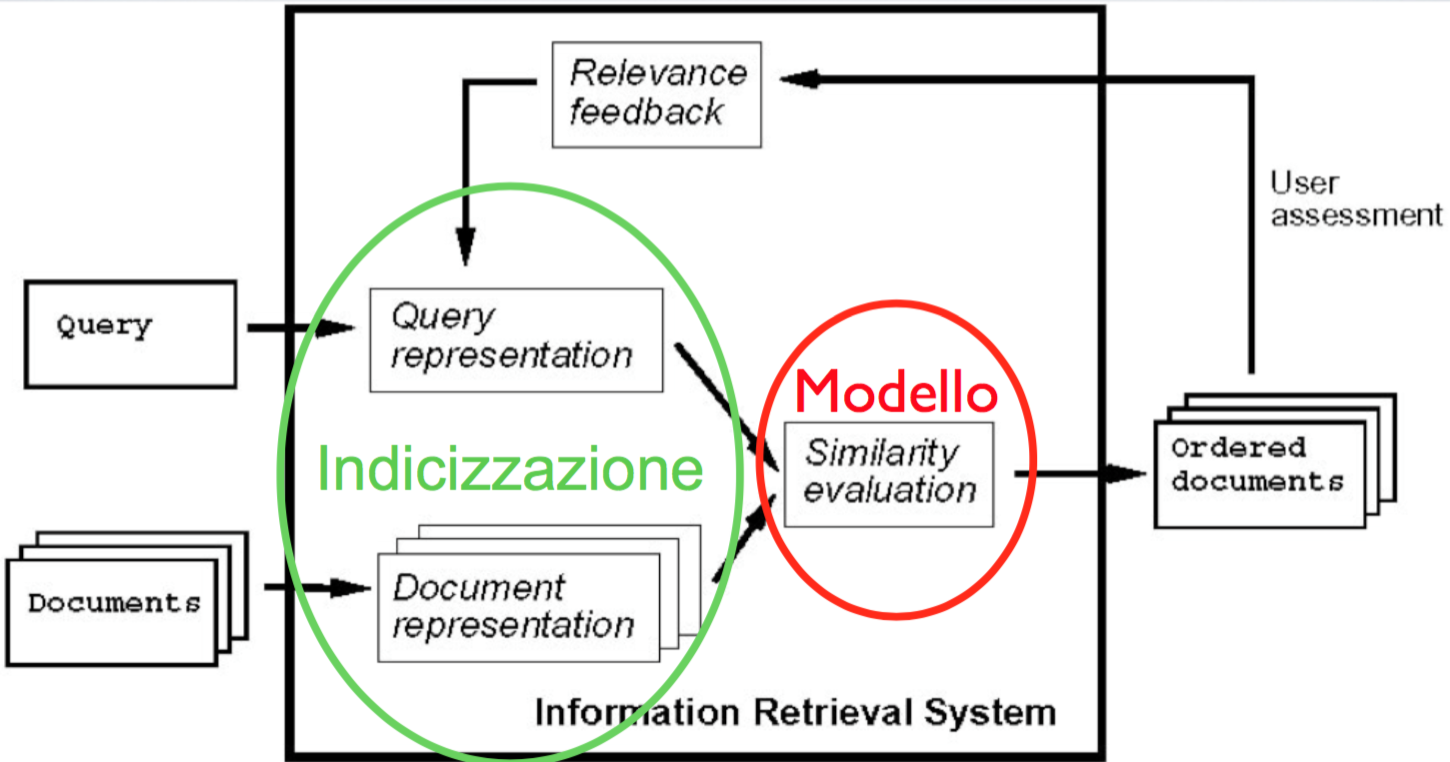 Relevance
feedback
User
assessment
Query
Query
representation
Modello
Similarity
evaluation
Ordered
documents
Indicizzazione
Documents
Document
representation
Information Retrieval System